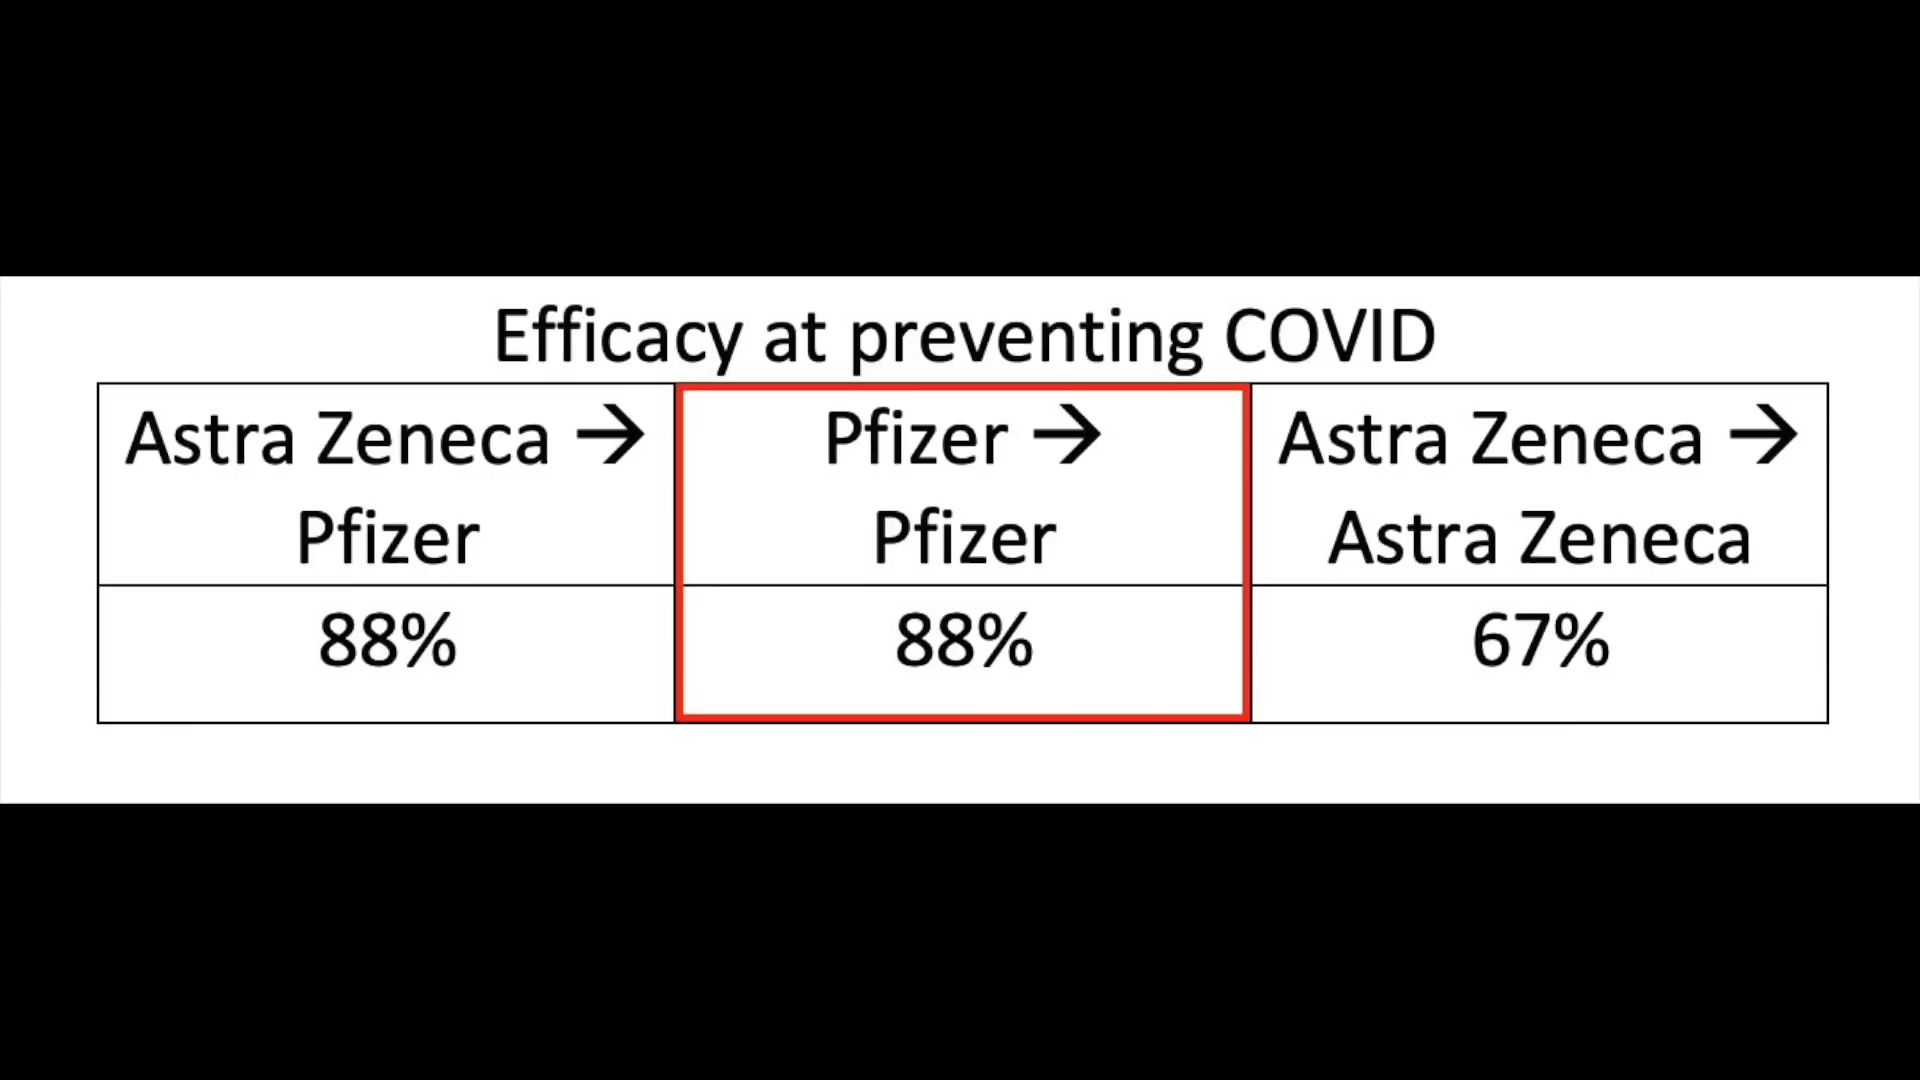 Efficacy at preventing COVID
Astra Zeneca →
Pfizer
Pfizer →
Pfizer
Astra Zeneca →
Astra Zeneca
88%
88%
67%